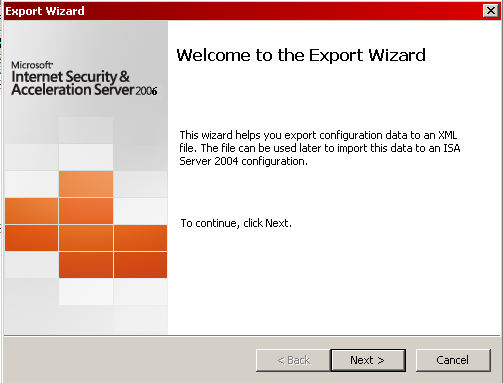 Export Wizard
Microsoft
Internet Security &
Acceleration Server 2006
Welcome to the Export Wizard
This wizard helps you export configuration data to an XML
file. The file can be used later to import this data to an ISA
Server 2004 configuration.
To continue, click Next.
< Back
Next >
Cancel